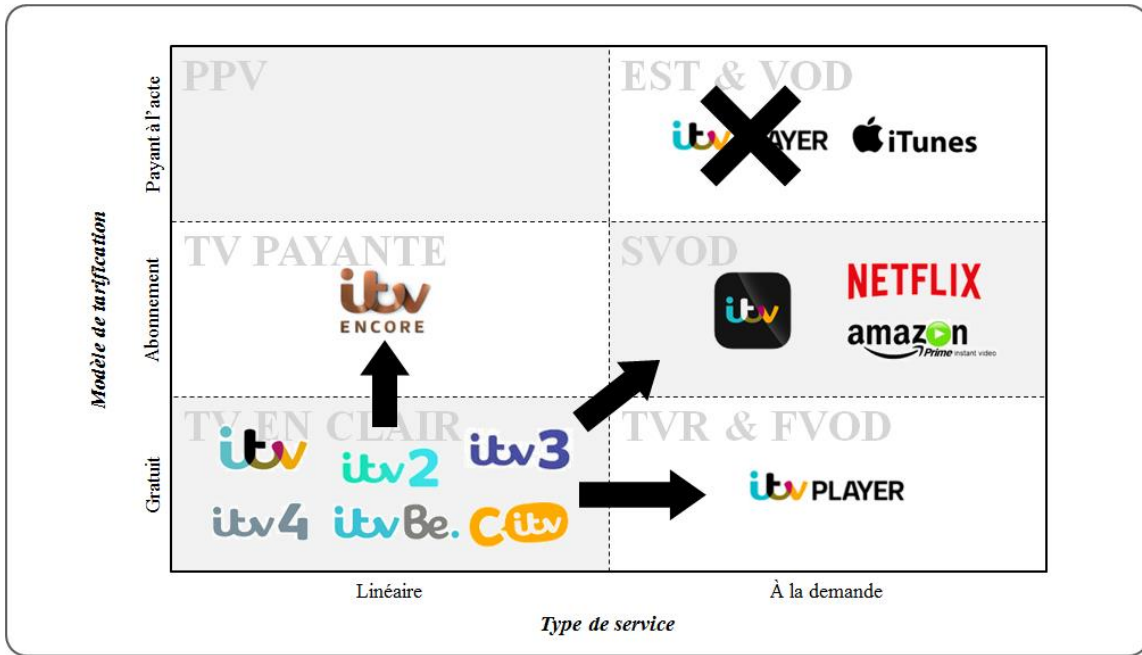 PPV
EST & VOD
Payant à l'acte
itv PLAYER
iTunes
TV PAYANTE
SVOD
Modèle de tarification
Abonnement
itv
ENCORE
itv
NETFLIX
amazon
Prime instant video
TV EN CLAIR
TVR & FVOD
Gratuit
itv
itv2
itv3
itv PLAYER
itv4
itvBe.
Citv
Linéaire
À la demande
Type de service